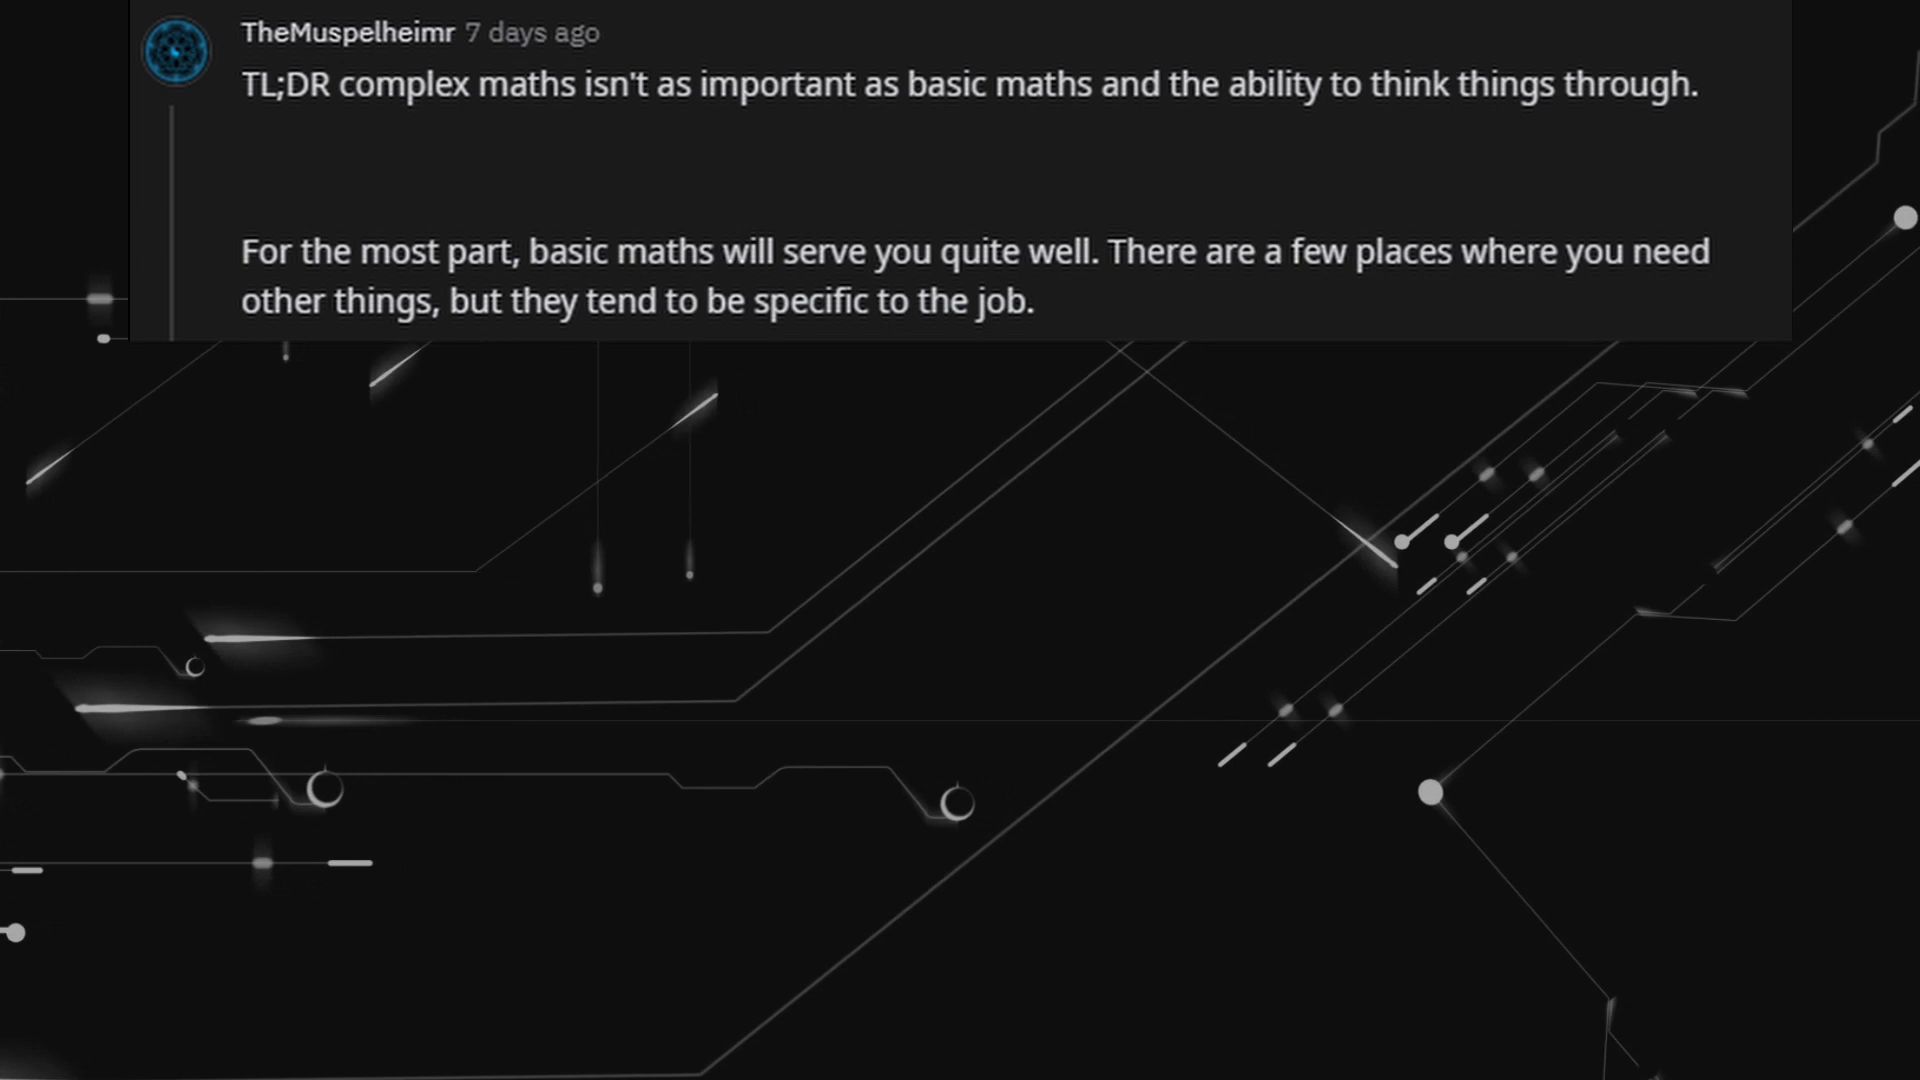 TheMuspelheimr 7 days ago
TL;DR complex maths isn't as important as basic maths and the ability to think things through.
For the most part, basic maths will serve you quite well. There are a few places where you need
other things, but they tend to be specific to the job.